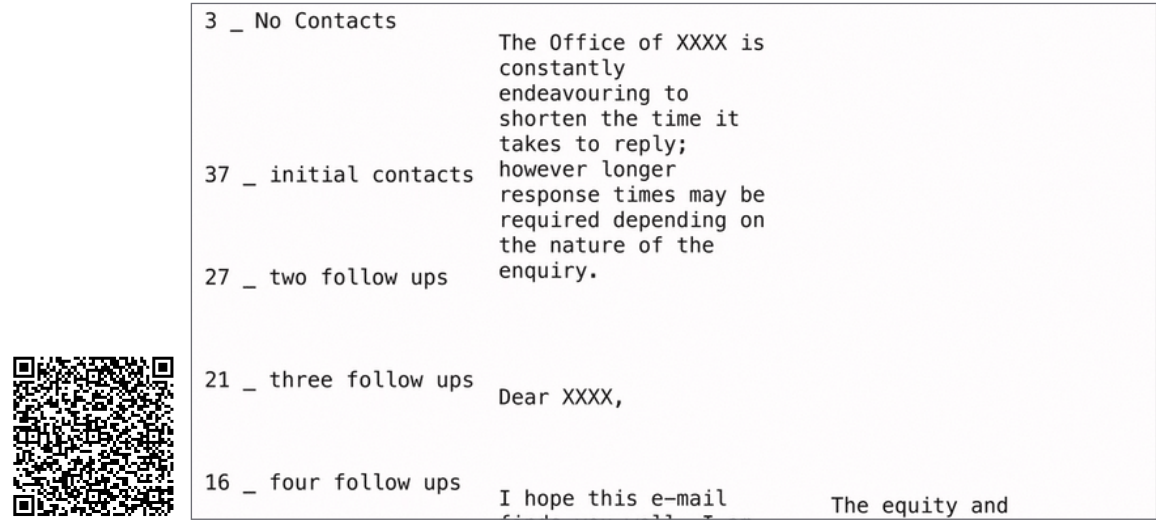 3 _ No Contacts
37 _ initial contacts
27 _ two follow ups
21 _ three follow ups
16 _ four follow ups
The Office of XXXX is
constantly
endeavouring to
shorten the time it
takes to reply;
however longer
response times may be
required depending on
the nature of the
enquiry.
Dear XXXX,
I hope this e-mail
The equity and